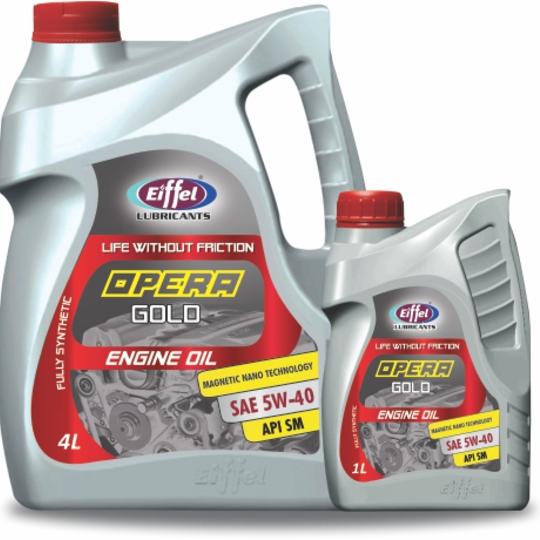 Eiffel
LUBRICANTS
LIFE WITHOUT FRICTION
OPERA
GOLD
FULLY SYNTHETIC
ENGINE OIL
MAGNETIC NANO TECHNOLOGY
SAE 5W-40
API SM
4L
Eiffel
Eiffel
LUBRICANTS
LIFE WITHOUT FRICTION
OPERA
GOLD
FULLY SYNTHETIC
ENGINE OIL
MAGNETIC NANO TECHNOLOGY
SAE 5W-40
API SM
1L
Eiffel